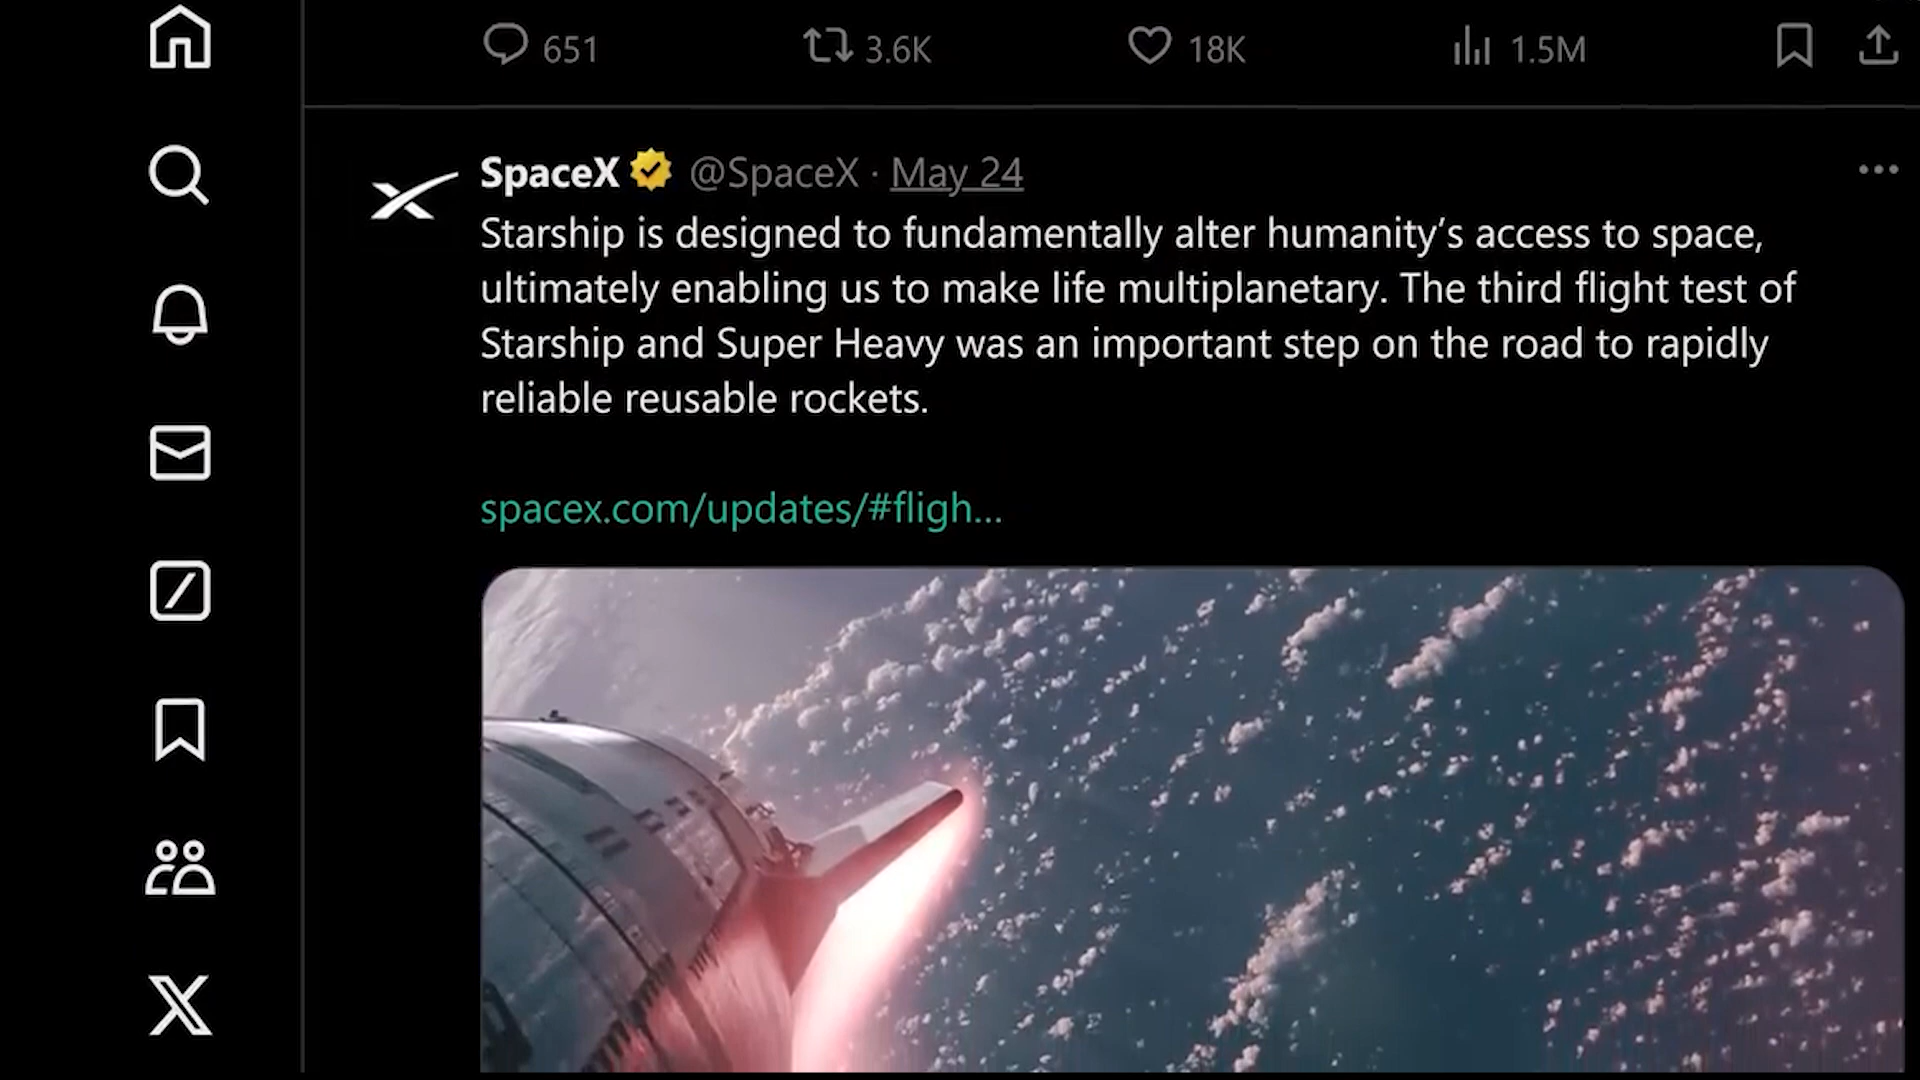 651 3.6K 18K 1.5M
SpaceX @SpaceX · May 24
Starship is designed to fundamentally alter humanity’s access to space,
ultimately enabling us to make life multiplanetary. The third flight test of
Starship and Super Heavy was an important step on the road to rapidly
reliable reusable rockets.
spacex.com/updates/#fligh...